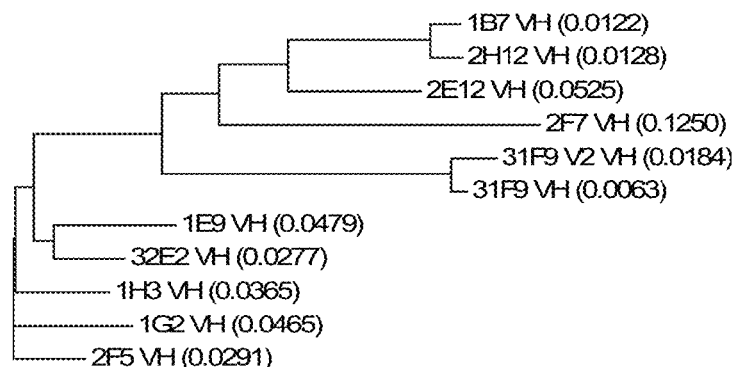 1B7 VH (0.0122)
2H12 VH (0.0128)
2E12 VH (0.0525)
2F7 VH (0.1250)
31F9 V2 VH (0.0184)
31F9 VH (0.0063)
1E9 VH (0.0479)
32E2 VH (0.0277)
1H3 VH (0.0365)
1G2 VH (0.0465)
2F5 VH (0.0291)